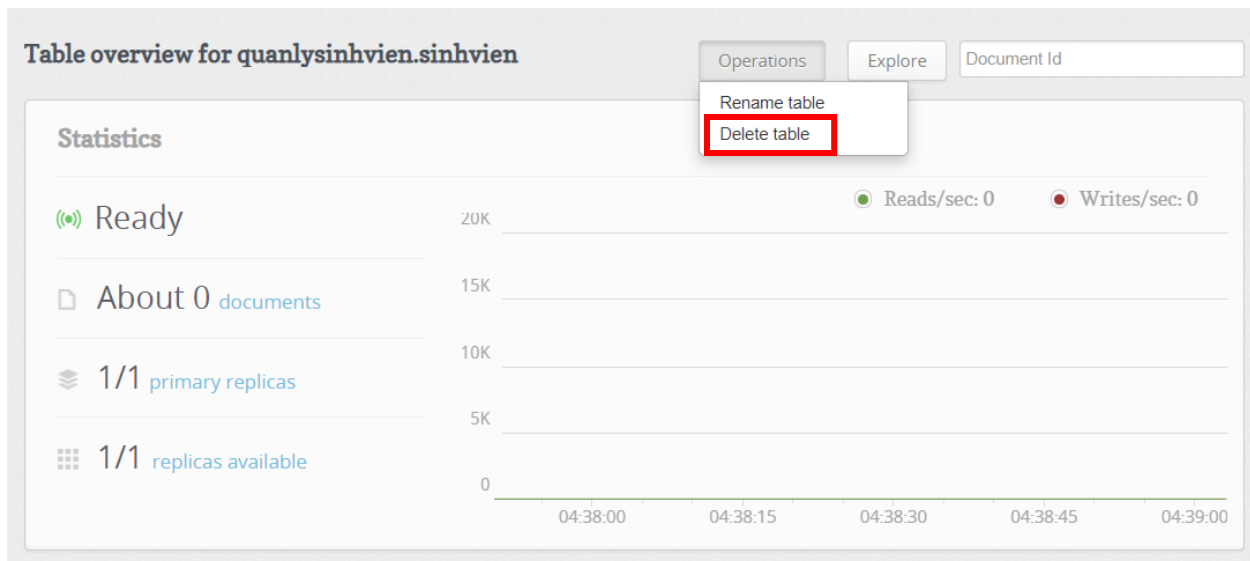 Table overview for quanlysinhvien.sinhvien
Operations
Explore
Document Id
Rename table
Delete table
Statistics
Reads/sec: 0
Writes/sec: 0
Ready
About 0 documents
1/1 primary replicas
1/1 replicas available
20K
15K
10K
5K
0
04:38:00 04:38:15 04:38:30 04:38:45 04:39:00